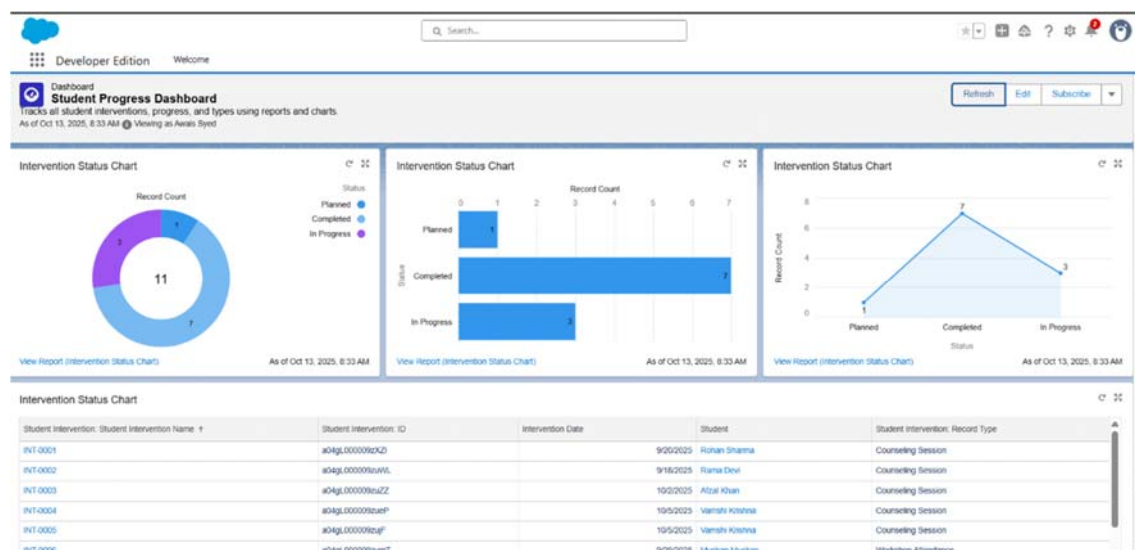 Search...
Developer Edition Welcome
Dashboard
Student Progress Dashboard
Tracks all student interventions, progress, and types using reports and charts.
As of Oct 13, 2025, 8:33 AM Viewing as Awais Syed
Refresh Edit Subscribe
Intervention Status Chart
Record Count
Status
Planned
Completed
In Progress
1
3
11
7
View Report (Intervention Status Chart) As of Oct 13, 2025, 8:33 AM
Intervention Status Chart
Record Count
0 1 2 3 4 5 6 7
Status
Planned 1
Completed 7
In Progress 3
View Report (Intervention Status Chart) As of Oct 13, 2025, 8:33 AM
Intervention Status Chart
Record Count
8
6
4
2
0
1
7
3
Planned Completed In Progress
Status
View Report (Intervention Status Chart) As of Oct 13, 2025, 8:33 AM
Intervention Status Chart
Student Intervention: Student Intervention Name ↑ Student Intervention: ID Intervention Date Student Student Intervention: Record Type
INT-0001 9/20/2025 Rohan Sharma Counseling Session
INT-0002 9/18/2025 Rama Devi Counseling Session
INT-0003 a04gL000009zuZZ 10/2/2025 Afzal Khan Counseling Session
INT-0004 a04gL000009zueP 10/5/2025 Vamshi Krishna Counseling Session
INT-0005 a04gL000009zujF 10/5/2025 Vamshi Krishna Counseling Session